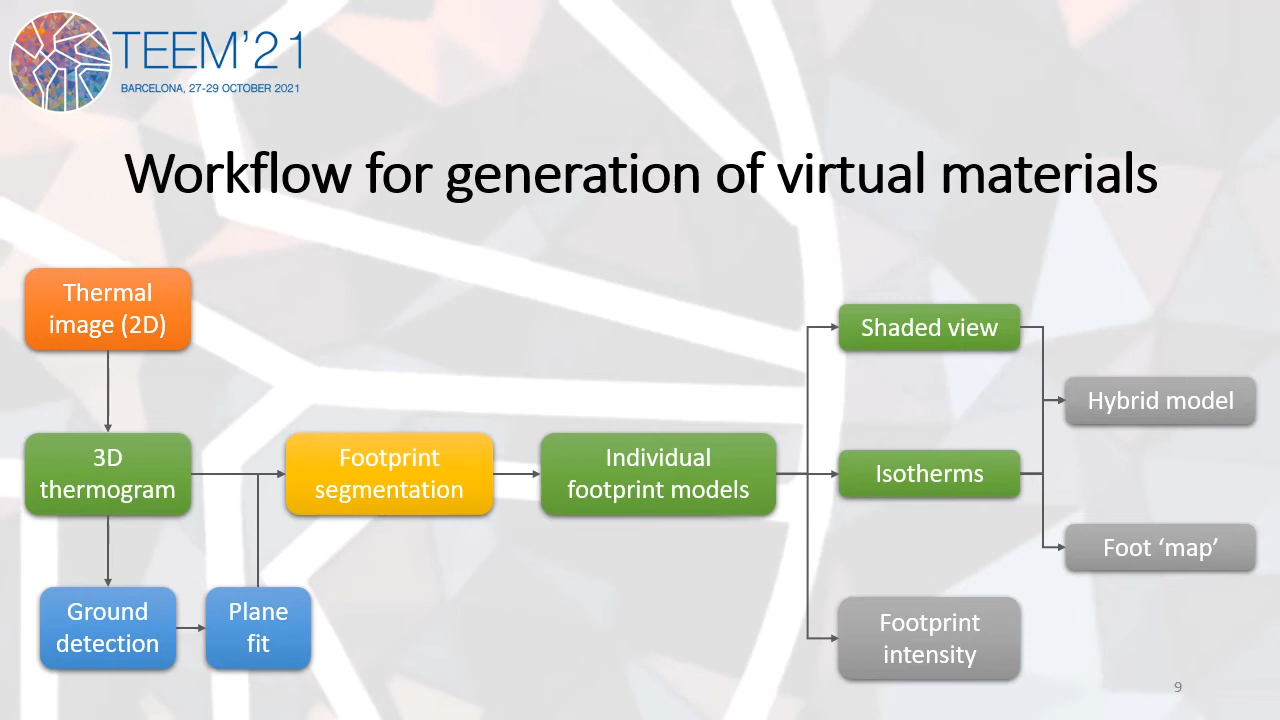 TEEM’21
BARCELONA, 27-29 OCTOBER 2021
Workflow for generation of virtual materials
Thermal
image (2D)
3D
thermogram
Ground
detection
Plane
fit
Footprint
segmentation
Individual
footprint models
Shaded view
Isotherms
Footprint
intensity
Hybrid model
Foot ‘map’
9